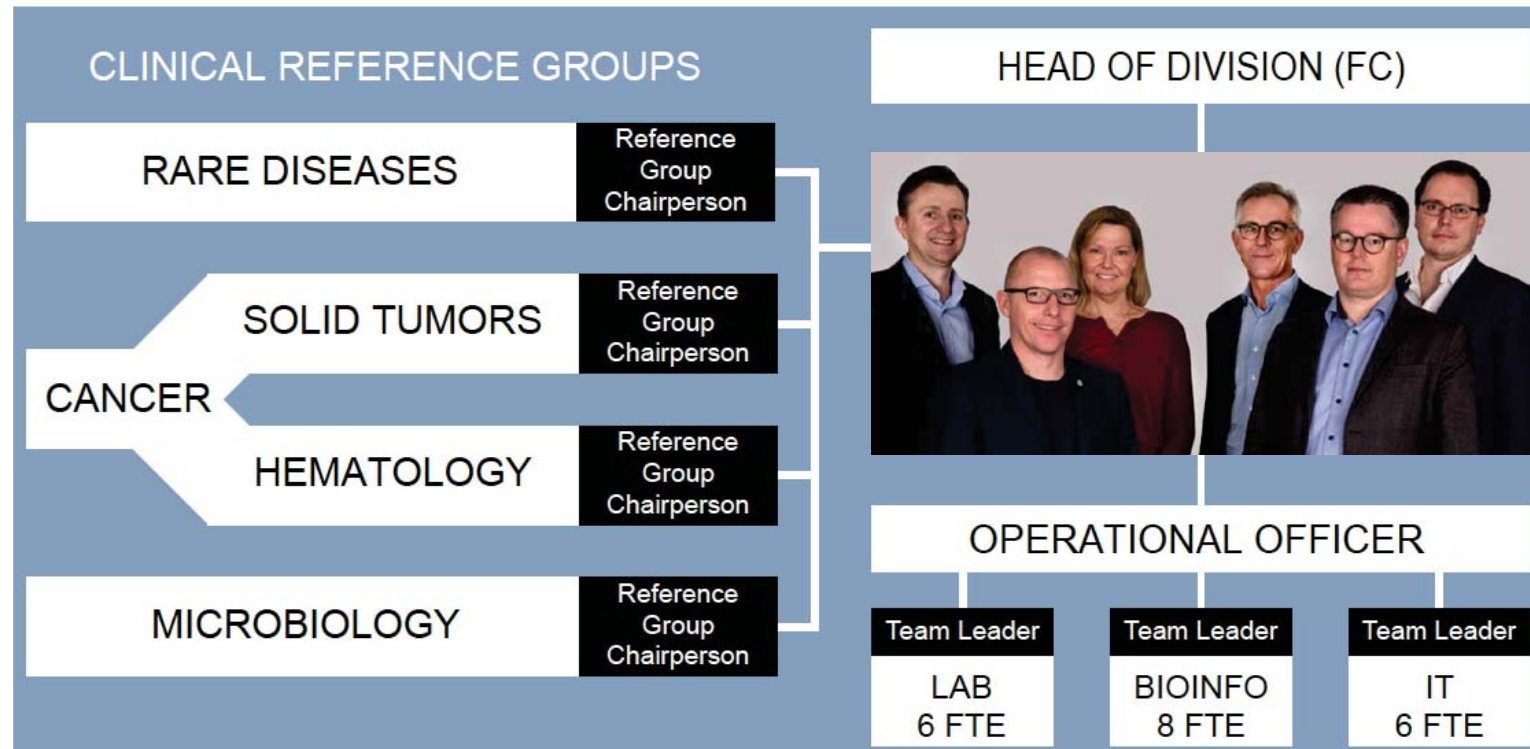 CLINICAL REFERENCE GROUPS
RARE DISEASES
Reference
Group
Chairperson
CANCER
SOLID TUMORS
Reference
Group
Chairperson
HEMATOLOGY
Reference
Group
Chairperson
MICROBIOLOGY
Reference
Group
Chairperson
HEAD OF DIVISION (FC)
OPERATIONAL OFFICER
Team Leader
LAB
6 FTE
Team Leader
BIOINFO
8 FTE
Team Leader
IT
6 FTE